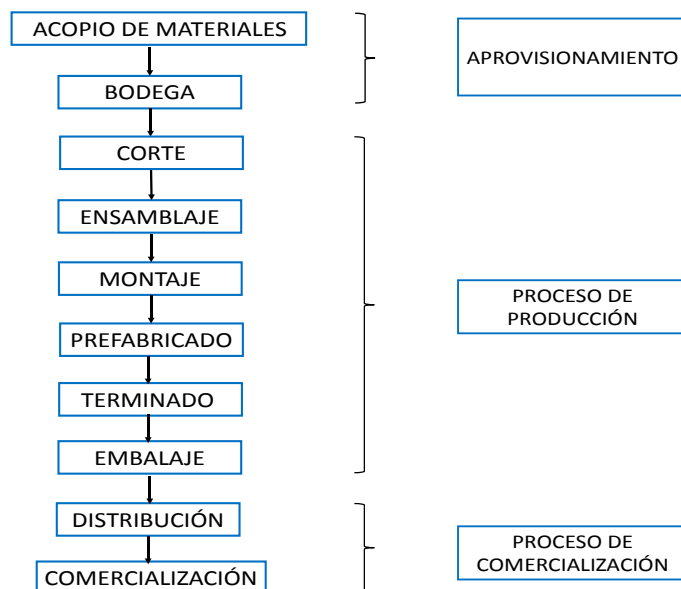 ACOPIO DE MATERIALES
BODEGA
APROVISIONAMIENTO
CORTE
ENSAMBLAJE
MONTAJE
PREFABRICADO
TERMINADO
EMBALAJE
PROCESO DE
PRODUCCIÓN
DISTRIBUCIÓN
COMERCIALIZACIÓN
PROCESO DE
COMERCIALIZACIÓN